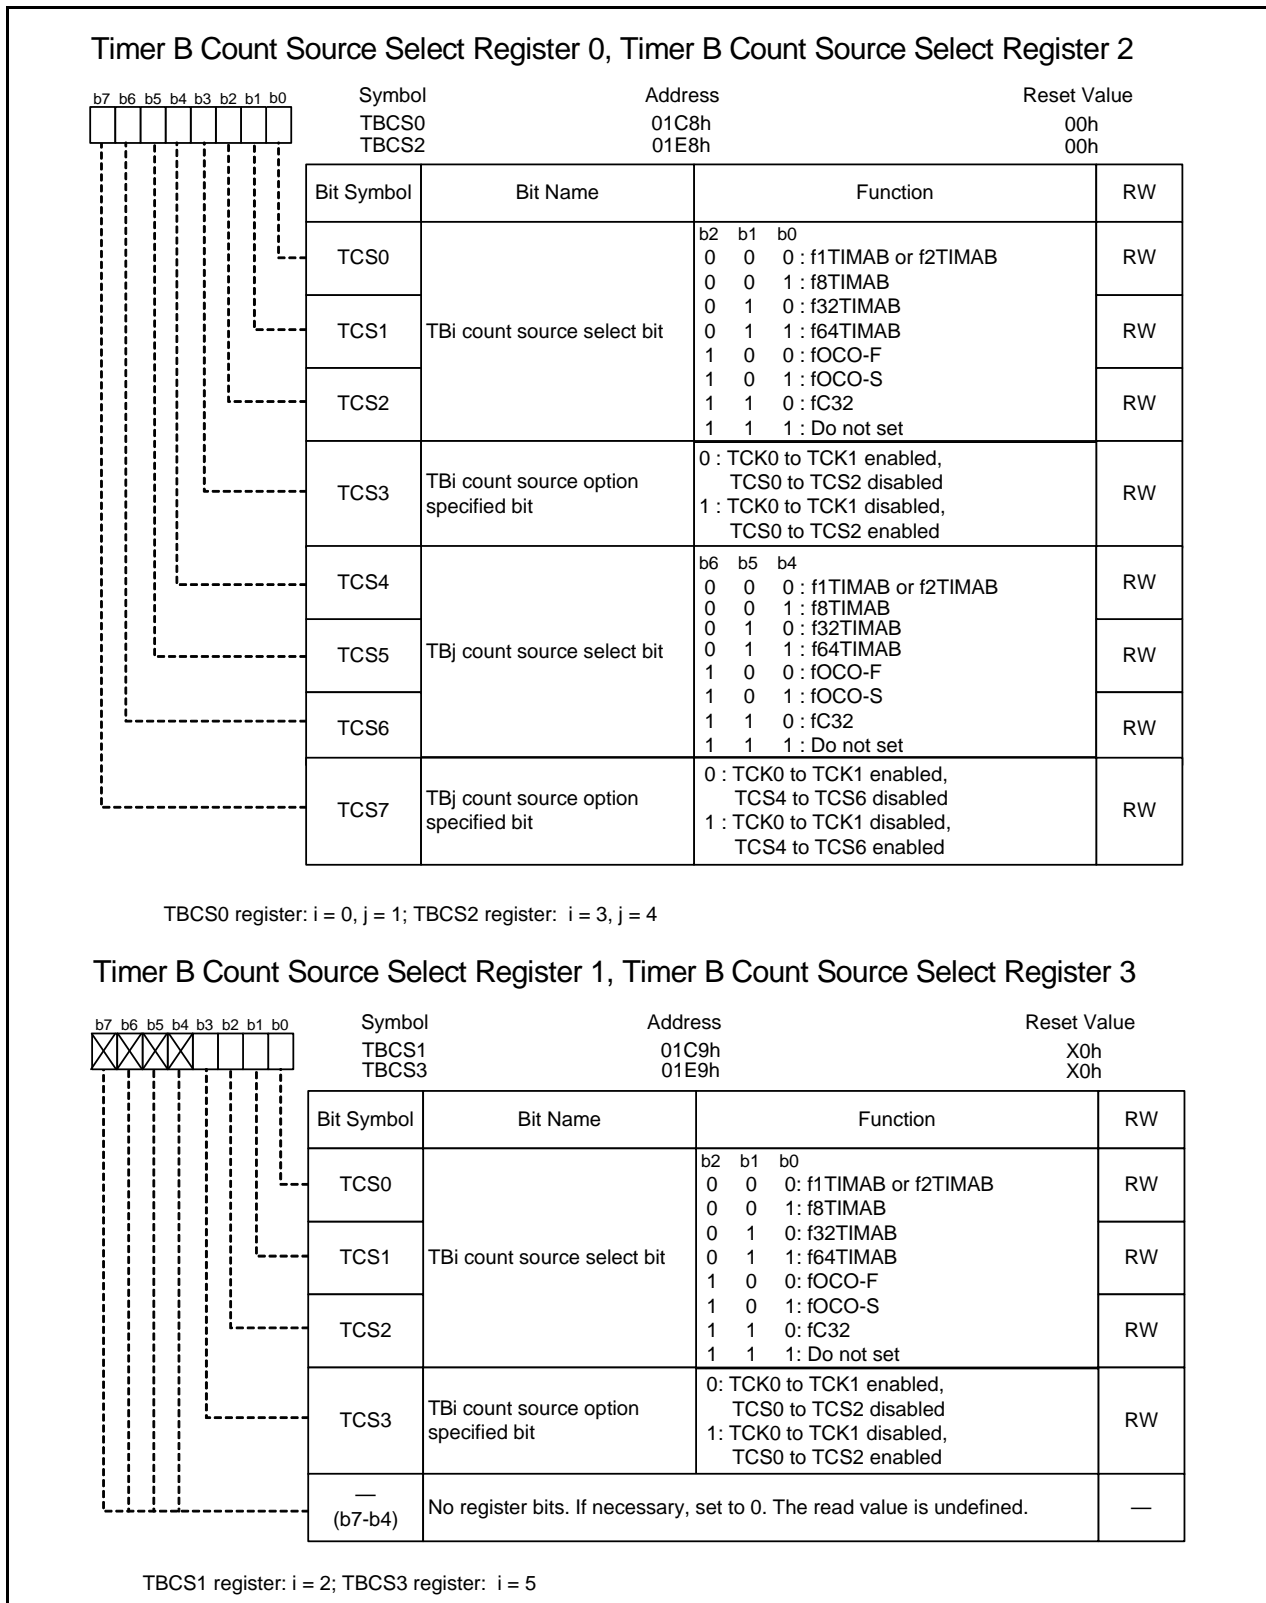 Timer B Count Source Select Register 0, Timer B Count Source Select Register 2
b7 b6 b5 b4 b3 b2 b1 b0
Symbol Address Reset Value
TBCS0 01C8h 00h
TBCS2 01E8h 00h
Bit Symbol Bit Name Function RW
TCS0 TBi count source select bit RW
b2 b1 b0
0 0 0 : f1TIMAB or f2TIMAB
0 0 1 : f8TIMAB
0 1 0 : f32TIMAB
TCS1 RW
0 1 1 : f64TIMAB
1 0 0 : fOCO-F
1 0 1 : fOCO-S
TCS2 RW
1 1 0 : fC32
1 1 1 : Do not set
TCS3 TBi count source option specified bit RW
0 : TCK0 to TCK1 enabled,
TCS0 to TCS2 disabled
1 : TCK0 to TCK1 disabled,
TCS0 to TCS2 enabled
TCS4 TBj count source select bit RW
b6 b5 b4
0 0 0 : f1TIMAB or f2TIMAB
0 0 1 : f8TIMAB
0 1 0 : f32TIMAB
TCS5 RW
0 1 1 : f64TIMAB
1 0 0 : fOCO-F
1 0 1 : fOCO-S
TCS6 RW
1 1 0 : fC32
1 1 1 : Do not set
TCS7 TBj count source option specified bit RW
0 : TCK0 to TCK1 enabled,
TCS4 to TCS6 disabled
1 : TCK0 to TCK1 disabled,
TCS4 to TCS6 enabled
TBCS0 register: i = 0, j = 1; TBCS2 register: i = 3, j = 4
Timer B Count Source Select Register 1, Timer B Count Source Select Register 3
b7 b6 b5 b4 b3 b2 b1 b0
Symbol Address Reset Value
TBCS1 01C9h X0h
TBCS3 01E9h X0h
Bit Symbol Bit Name Function RW
TCS0 TBi count source select bit RW
b2 b1 b0
0 0 0: f1TIMAB or f2TIMAB
0 0 1: f8TIMAB
0 1 0: f32TIMAB
TCS1 RW
0 1 1: f64TIMAB
1 0 0: fOCO-F
1 0 1: fOCO-S
TCS2 RW
1 1 0: fC32
1 1 1: Do not set
TCS3 TBi count source option specified bit RW
0: TCK0 to TCK1 enabled,
TCS0 to TCS2 disabled
1: TCK0 to TCK1 disabled,
TCS0 to TCS2 enabled
— (b7-b4) No register bits. If necessary, set to 0. The read value is undefined. —
TBCS1 register: i = 2; TBCS3 register: i = 5